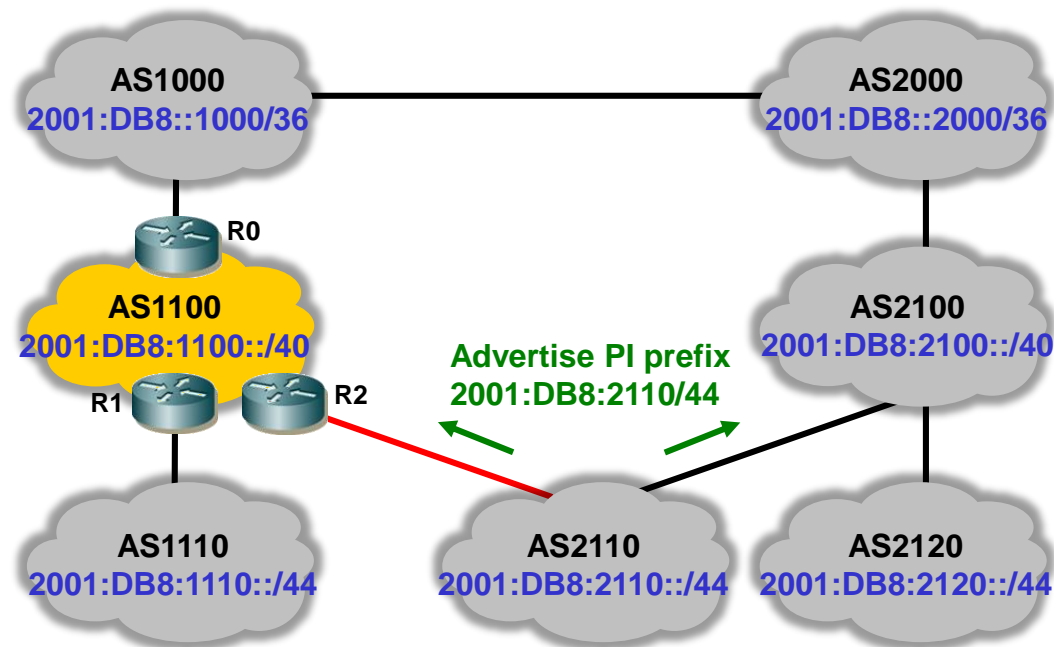 AS1000
2001:DB8::1000/36
AS2000
2001:DB8::2000/36
R0
AS1100
2001:DB8:1100::/40
R1
R2
Advertise PI prefix
2001:DB8:2110/44
AS2100
2001:DB8:2100::/40
AS1110
2001:DB8:1110::/44
AS2110
2001:DB8:2110::/44
AS2120
2001:DB8:2120::/44